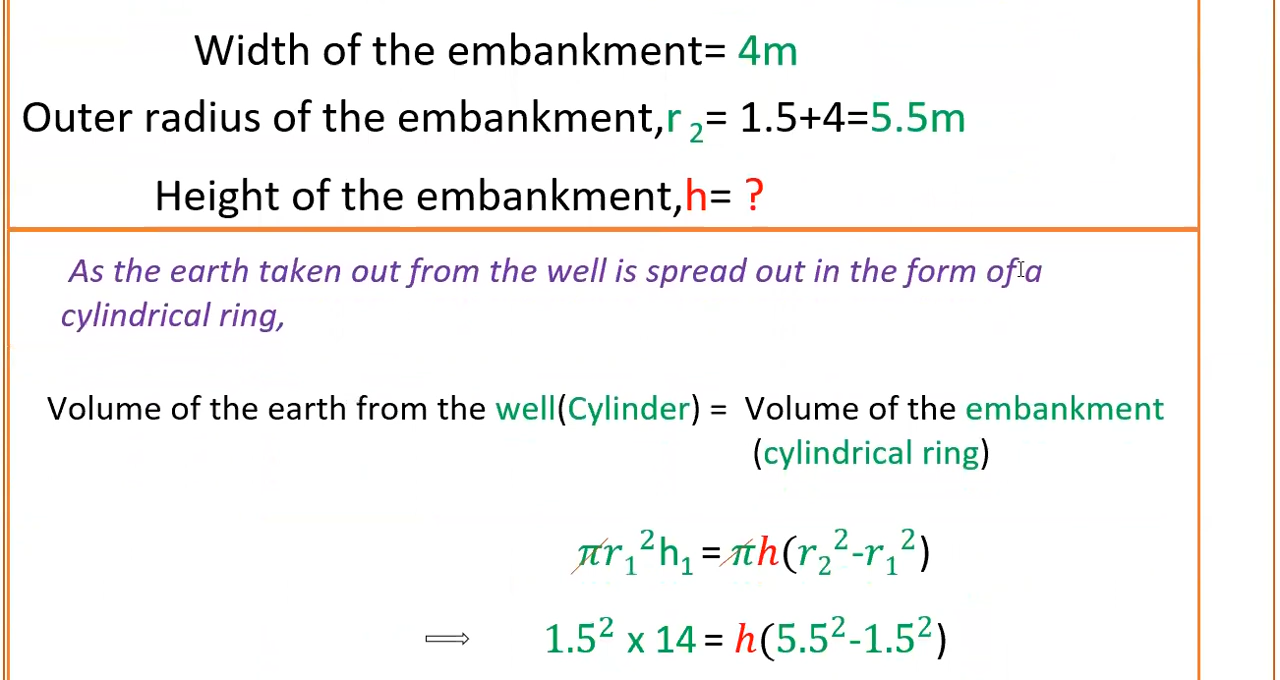 Width of the embankment= 4m
Outer radius of the embankment,r ₂= 1.5+4=5.5m
Height of the embankment,h= ?
As the earth taken out from the well is spread out in the form of a
cylindrical ring,
Volume of the earth from the well(Cylinder) = Volume of the embankment
(cylindrical ring)
πr₁²h₁ = πh(r₂²-r₁²)
⟹ 1.5² x 14 = h(5.5²-1.5²)